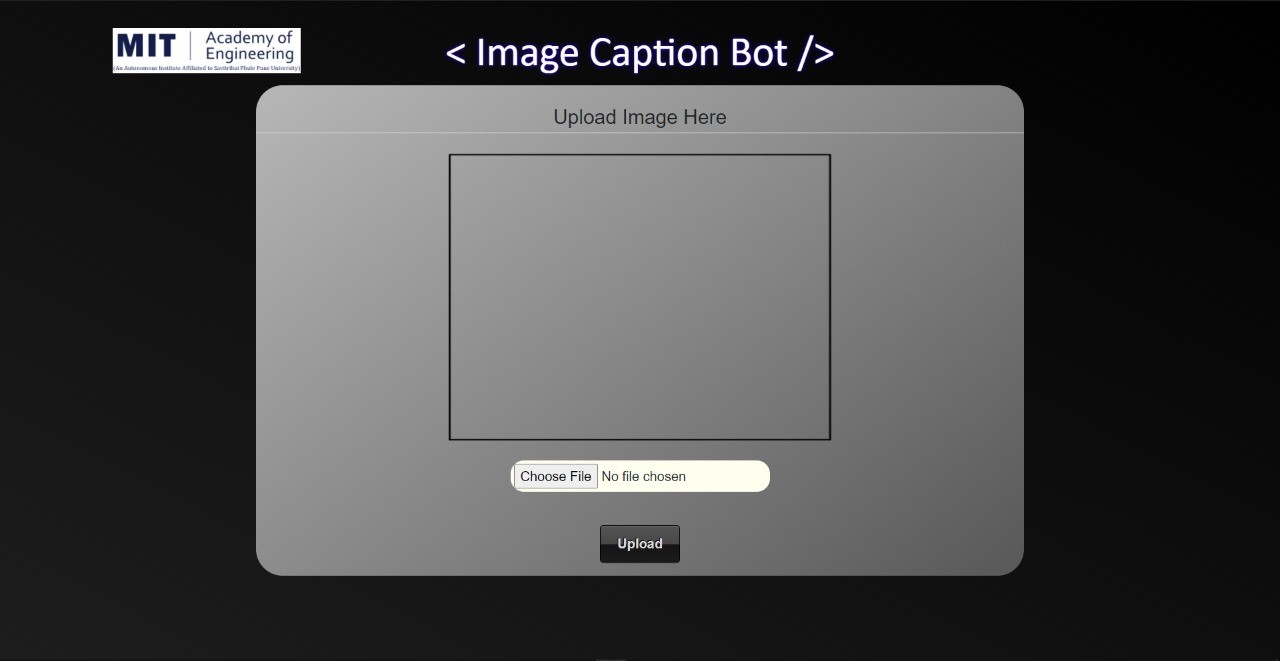 MIT
Academy of
Engineering
(An Autonomous Institute Affiliated to Savitribai Phule Pune University)
< Image Caption Bot />
Upload Image Here
Choose File No file chosen
Upload